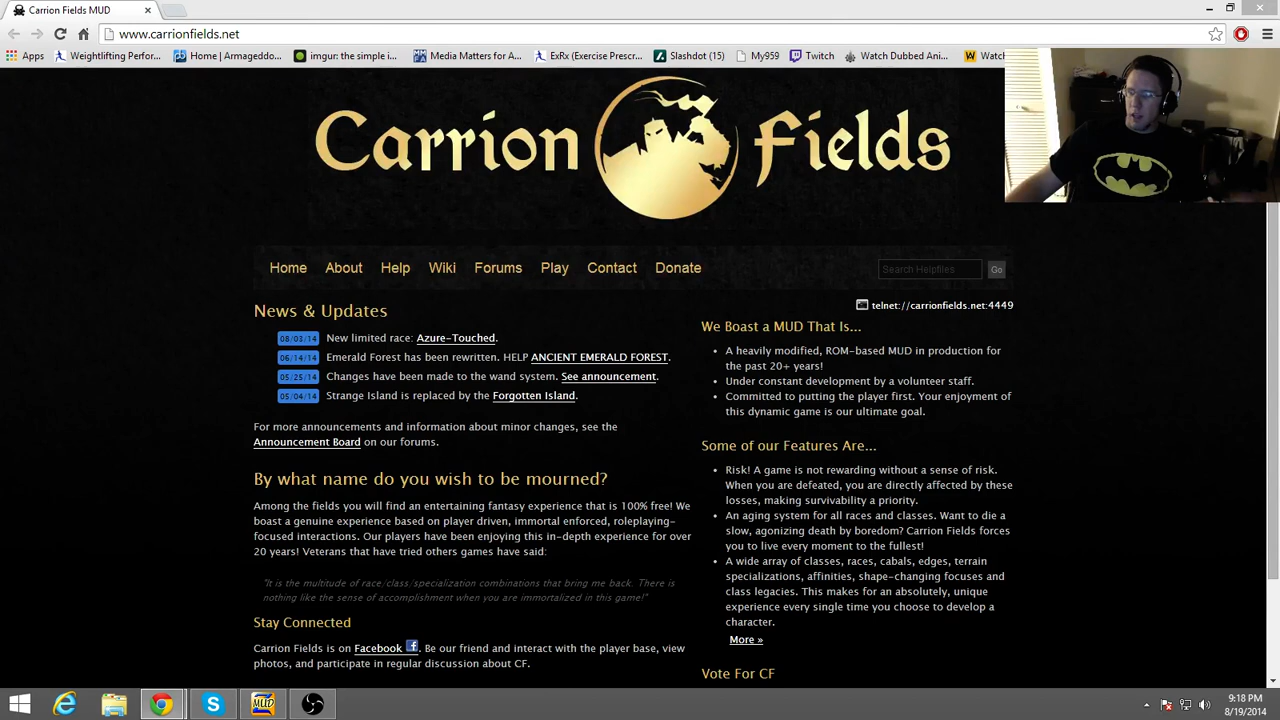 Carrion Fields MUD
www.carrionfields.net
Apps Weightlifting Perfor... Home | Armageddo... imgur: the simple i... Media Matters for A... ExRx (Exercise Prescr... Slashdot (15) My959 Twitch Watch Dubbed Ani... Watch
Carrion Fields
Home About Help Wiki Forums Play Contact Donate Search Helpfiles Go
News & Updates
08/03/14 New limited race: Azure-Touched.
06/14/14 Emerald Forest has been rewritten. HELP ANCIENT EMERALD FOREST.
05/25/14 Changes have been made to the wand system. See announcement.
05/04/14 Strange Island is replaced by the Forgotten Island.
For more announcements and information about minor changes, see the
Announcement Board on our forums.
By what name do you wish to be mourned?
Among the fields you will find an entertaining fantasy experience that is 100% free! We
boast a genuine experience based on player driven, immortal enforced, roleplaying-
focused interactions. Our players have been enjoying this in-depth experience for over
20 years! Veterans that have tried others games have said:
"It is the multitude of race/class/specialization combinations that bring me back. There is
nothing like the sense of accomplishment when you are immortalized in this game!"
Stay Connected
Carrion Fields is on Facebook. Be our friend and interact with the player base, view
photos, and participate in regular discussion about CF.
telnet://carrionfields.net:4449
We Boast a MUD That Is...
A heavily modified, ROM-based MUD in production for
the past 20+ years!
Under constant development by a volunteer staff.
Committed to putting the player first. Your enjoyment of
this dynamic game is our ultimate goal.
Some of our Features Are...
Risk! A game is not rewarding without a sense of risk.
When you are defeated, you are directly affected by these
losses, making survivability a priority.
An aging system for all races and classes. Want to die a
slow, agonizing death by boredom? Carrion Fields forces
you to live every moment to the fullest!
A wide array of classes, races, cabals, edges, terrain
specializations, affinities, shape-changing focuses and
class legacies. This makes for an absolutely, unique
experience every single time you choose to develop a
character.
More »
Vote For CF
MUD
9:18 PM
8/19/2014